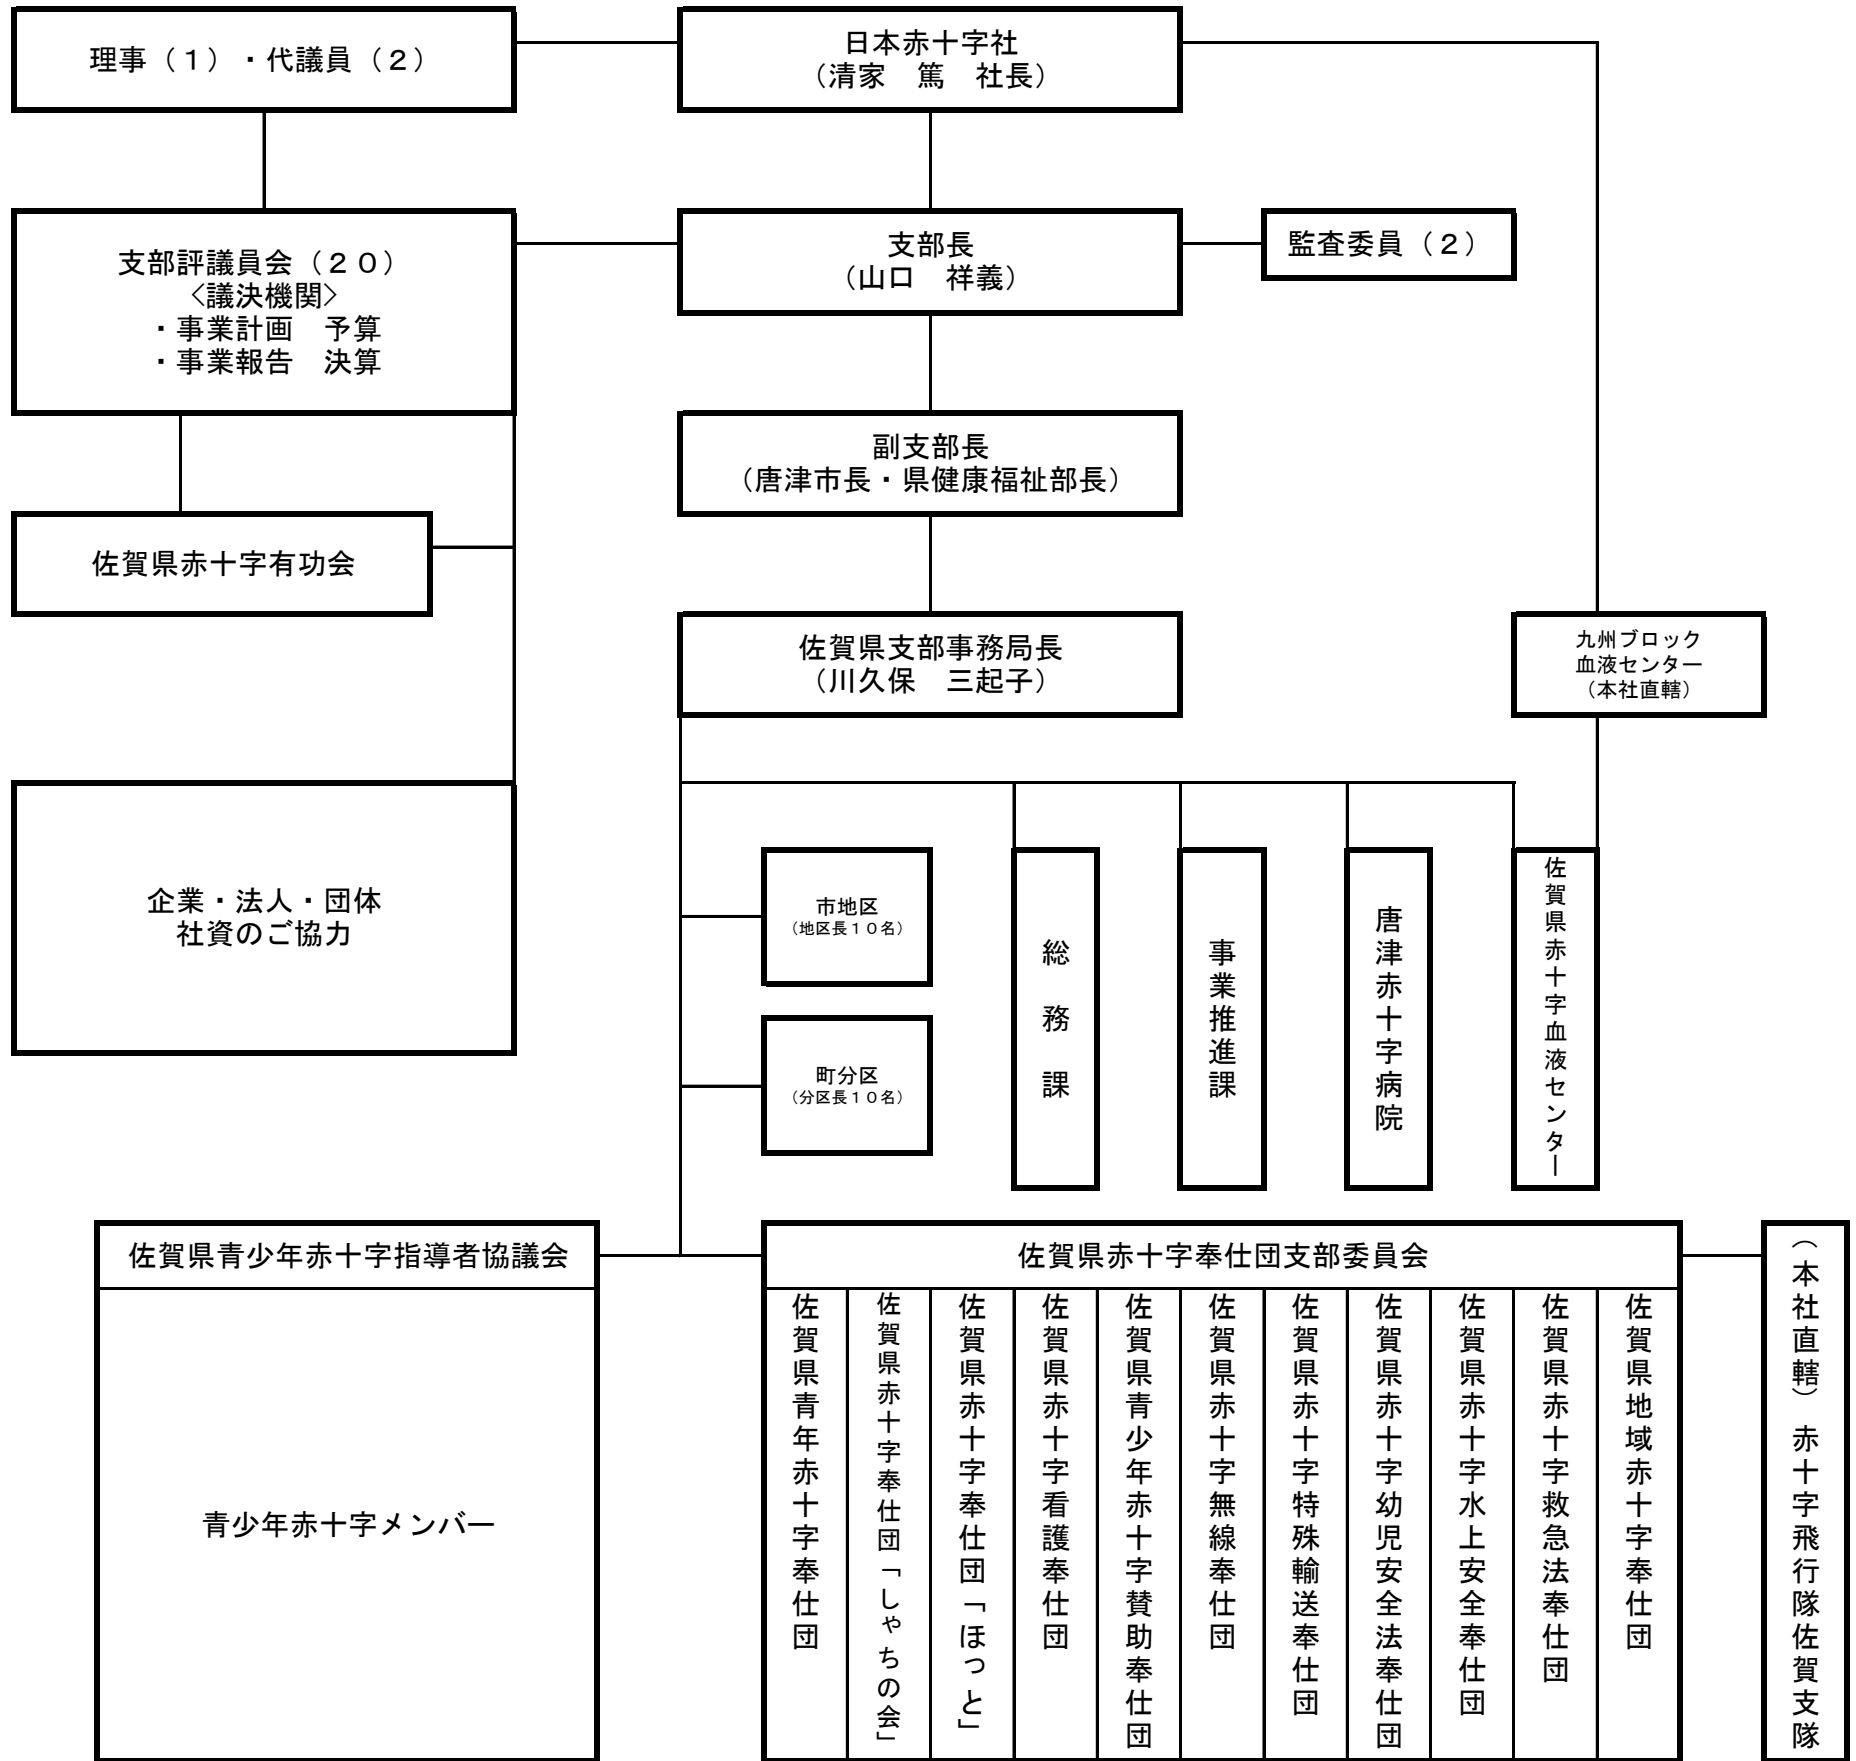 理事（１）・代議員（２）
日本赤十字社
（清家　篤　社長）
支部評議員会（２０）
〈議決機関〉
・事業計画　予算
・事業報告　決算
支部長
（山口　祥義）
監査委員（２）
副支部長
（唐津市長・県健康福祉部長）
佐賀県赤十字有功会
佐賀県支部事務局長
（川久保　三起子）
九州ブロック
血液センター
（本社直轄）
企業・法人・団体
社資のご協力
市地区
（地区長１０名）
町分区
（分区長１０名）
総務課
事業推進課
唐津赤十字病院
佐賀県赤十字血液センター
佐賀県青少年赤十字指導者協議会
青少年赤十字メンバー
佐賀県赤十字奉仕団支部委員会
佐賀県青年赤十字奉仕団
佐賀県赤十字奉仕団「しゃちの会」
佐賀県赤十字奉仕団「ほっと」
佐賀県赤十字看護奉仕団
佐賀県青少年赤十字賛助奉仕団
佐賀県赤十字無線奉仕団
佐賀県赤十字特殊輸送奉仕団
佐賀県赤十字幼児安全法奉仕団
佐賀県赤十字水上安全奉仕団
佐賀県赤十字救急法奉仕団
佐賀県地域赤十字奉仕団
（本社直轄）赤十字飛行隊佐賀支隊